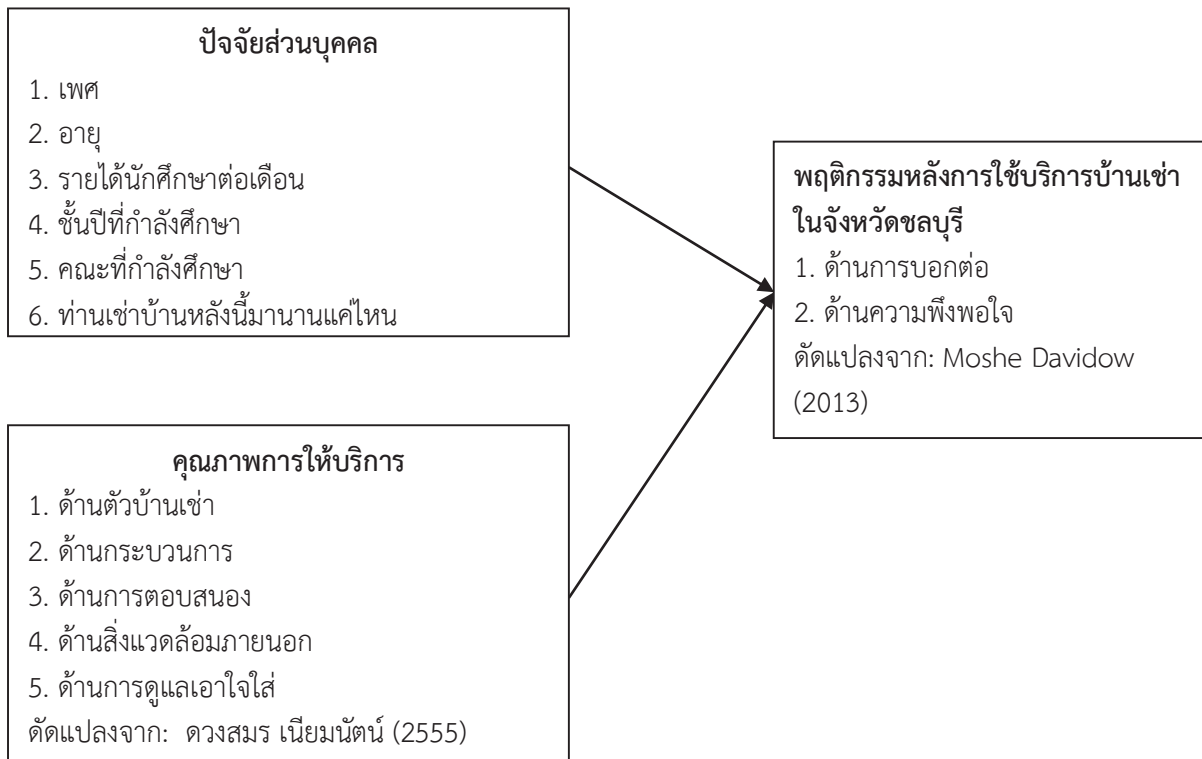 ปัจจัยส่วนบุคคล
1. เพศ
2. อายุ
3. รายได้นักศึกษาต่อเดือน
4. ชั้นปีที่กำลังศึกษา
5. คณะที่กำลังศึกษา
6. ท่านเช่าบ้านหลังนี้มานานแค่ไหน
พฤติกรรมหลังการใช้บริการบ้านเช่า
ในจังหวัดชลบุรี
1. ด้านการบอกต่อ
2. ด้านความพึงพอใจ
ดัดแปลงจาก: Moshe Davidow
(2013)
คุณภาพการให้บริการ
1. ด้านตัวบ้านเช่า
2. ด้านกระบวนการ
3. ด้านการตอบสนอง
4. ด้านสิ่งแวดล้อมภายนอก
5. ด้านการดูแลเอาใจใส่
ดัดแปลงจาก: ดวงสมร เนียมนัตน์ (2555)